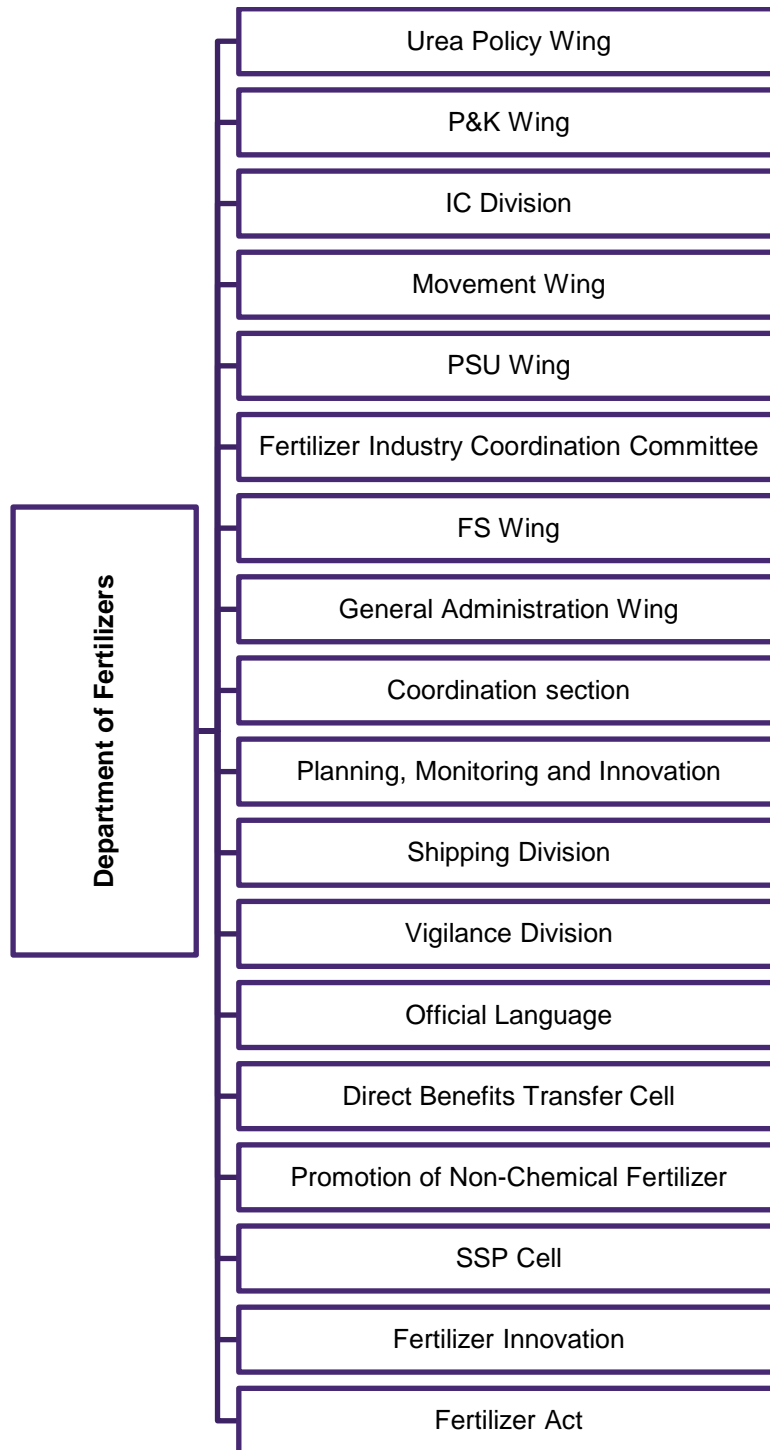 Department of Fertilizers
Urea Policy Wing
P&K Wing
IC Division
Movement Wing
PSU Wing
Fertilizer Industry Coordination Committee
FS Wing
General Administration Wing
Coordination section
Planning, Monitoring and Innovation
Shipping Division
Vigilance Division
Official Language
Direct Benefits Transfer Cell
Promotion of Non-Chemical Fertilizer
SSP Cell
Fertilizer Innovation
Fertilizer Act